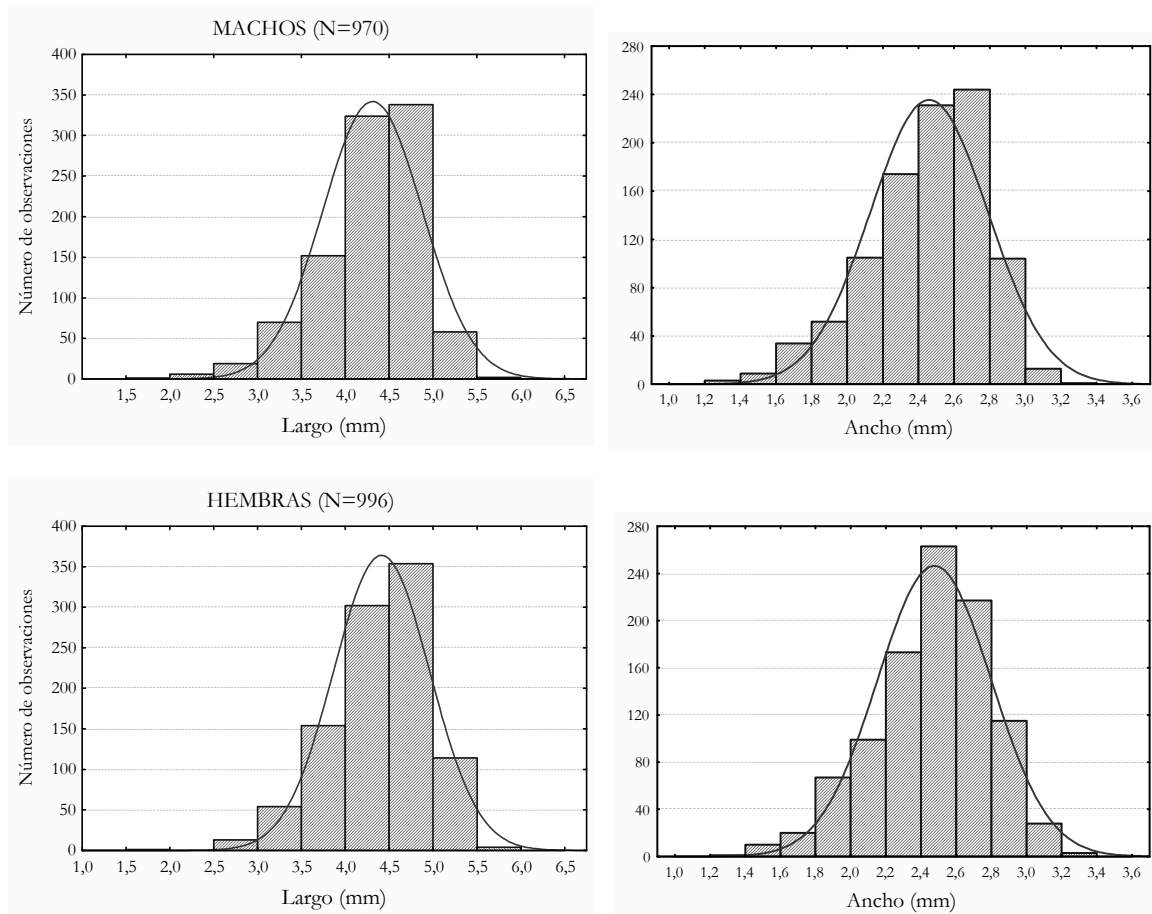 MACHOS (N=970)
400
350
300
250
200
150
100
50
0
Número de observaciones
1,5 2,0 2,5 3,0 3,5 4,0 4,5 5,0 5,5 6,0 6,5
Largo (mm)
280
240
200
160
120
80
40
0
1,0 1,2 1,4 1,6 1,8 2,0 2,2 2,4 2,6 2,8 3,0 3,2 3,4 3,6
Ancho (mm)
HEMBRAS (N=996)
400
350
300
250
200
150
100
50
0
Número de observaciones
1,0 1,5 2,0 2,5 3,0 3,5 4,0 4,5 5,0 5,5 6,0 6,5
Largo (mm)
280
240
200
160
120
80
40
0
1,0 1,2 1,4 1,6 1,8 2,0 2,2 2,4 2,6 2,8 3,0 3,2 3,4 3,6
Ancho (mm)